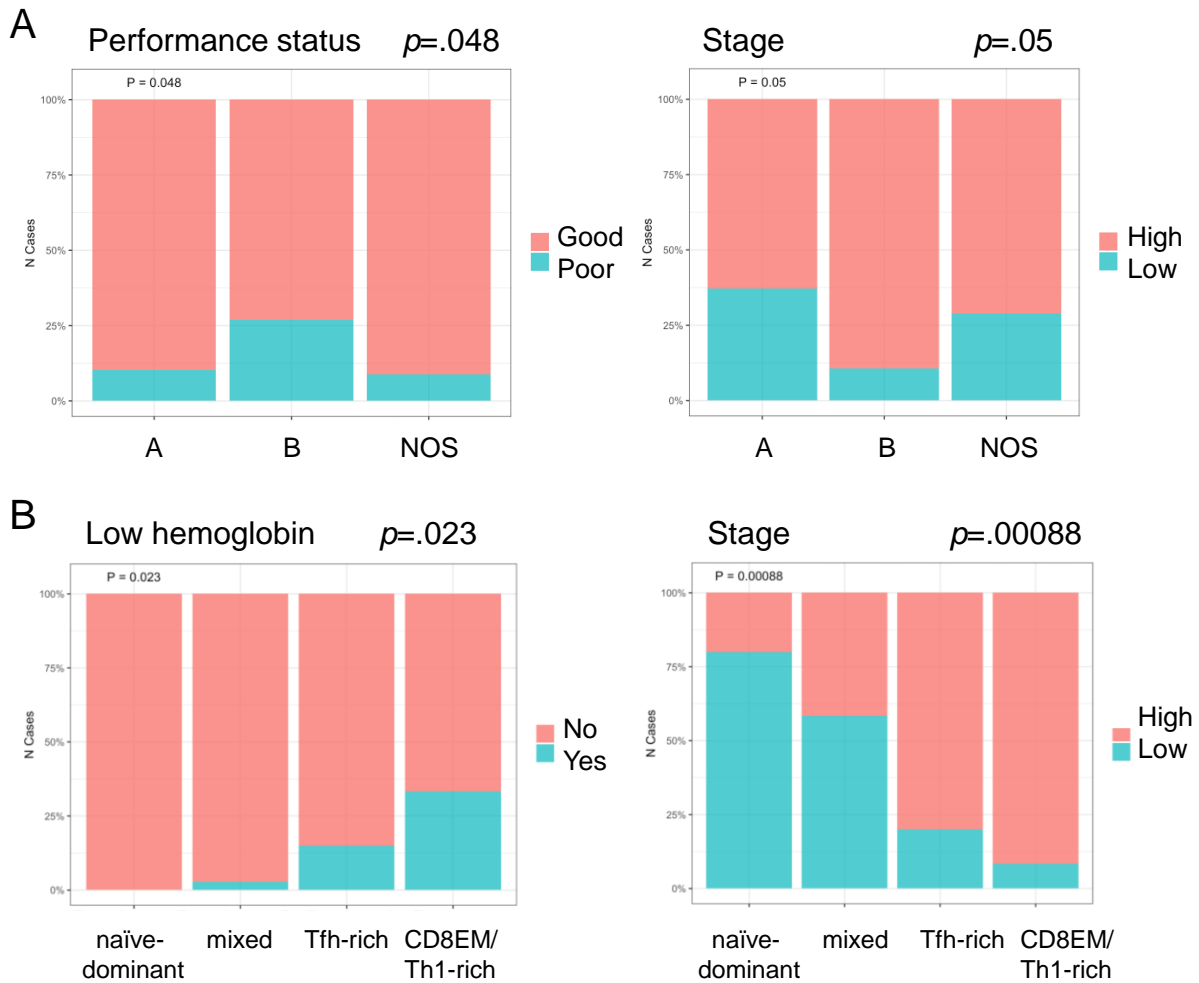 A
Performance status p=.048
P = 0.048
100%
75%
50%
25%
0%
N Cases
Good
Poor
A B NOS
Stage p=.05
P = 0.05
100%
75%
50%
25%
0%
N Cases
High
Low
A B NOS
B
Low hemoglobin p=.023
P = 0.023
100%
75%
50%
25%
0%
N Cases
No
Yes
naïve- mixed Tfh-rich CD8EM/
dominant Th1-rich
Stage p=.00088
P = 0.00088
100%
75%
50%
25%
0%
N Cases
High
Low
naïve- mixed Tfh-rich CD8EM/
dominant Th1-rich